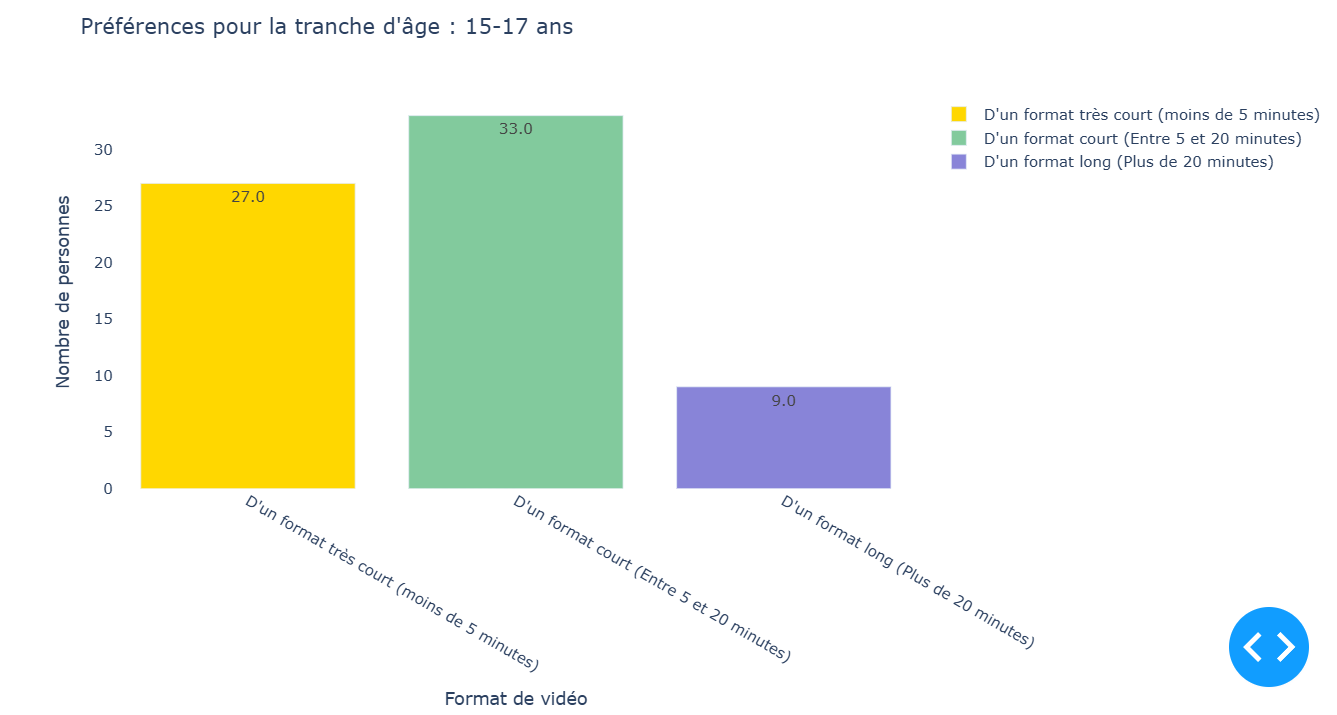 Préférences pour la tranche d'âge : 15-17 ans
D'un format très court (moins de 5 minutes)
D'un format court (Entre 5 et 20 minutes)
D'un format long (Plus de 20 minutes)
Nombre de personnes
30
25
20
15
10
5
0
27.0
33.0
9.0
D'un format très court (moins de 5 minutes)
D'un format court (Entre 5 et 20 minutes)
D'un format long (Plus de 20 minutes)
Format de vidéo